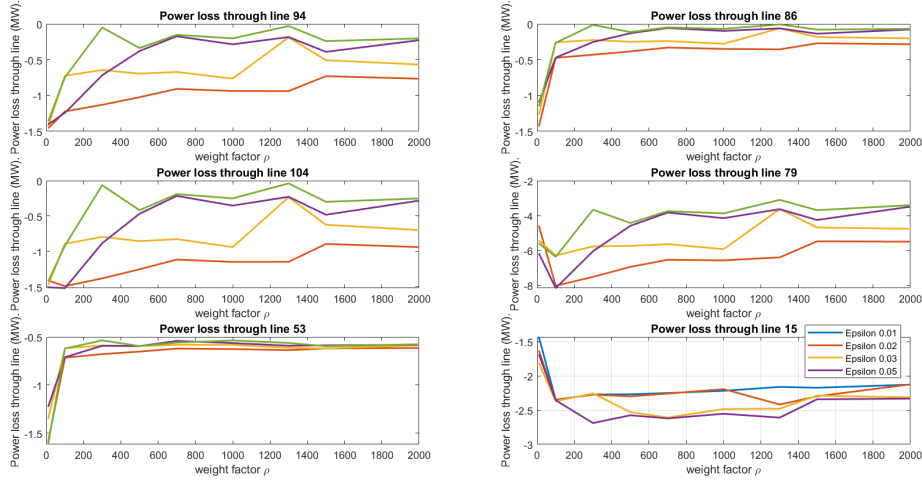 Power loss through line 94
Power loss through line (MW).
0
-0.5
-1
-1.5
0 200 400 600 800 1000 1200 1400 1600 1800 2000
weight factor ρ
Power loss through line 86
Power loss through line (MW).
0
-0.5
-1
-1.5
0 200 400 600 800 1000 1200 1400 1600 1800 2000
weight factor ρ
Power loss through line 104
Power loss through line (MW).
0
-0.5
-1
-1.5
0 200 400 600 800 1000 1200 1400 1600 1800 2000
weight factor ρ
Power loss through line 79
Power loss through line (MW).
-2
-4
-6
-8
0 200 400 600 800 1000 1200 1400 1600 1800 2000
weight factor ρ
Power loss through line 53
Power loss through line (MW).
-0.5
-1
-1.5
0 200 400 600 800 1000 1200 1400 1600 1800 2000
weight factor ρ
Power loss through line 15
Power loss through line (MW).
-1.5
-2
-2.5
-3
0 200 400 600 800 1000 1200 1400 1600 1800 2000
weight factor ρ
Epsilon 0.01
Epsilon 0.02
Epsilon 0.03
Epsilon 0.05